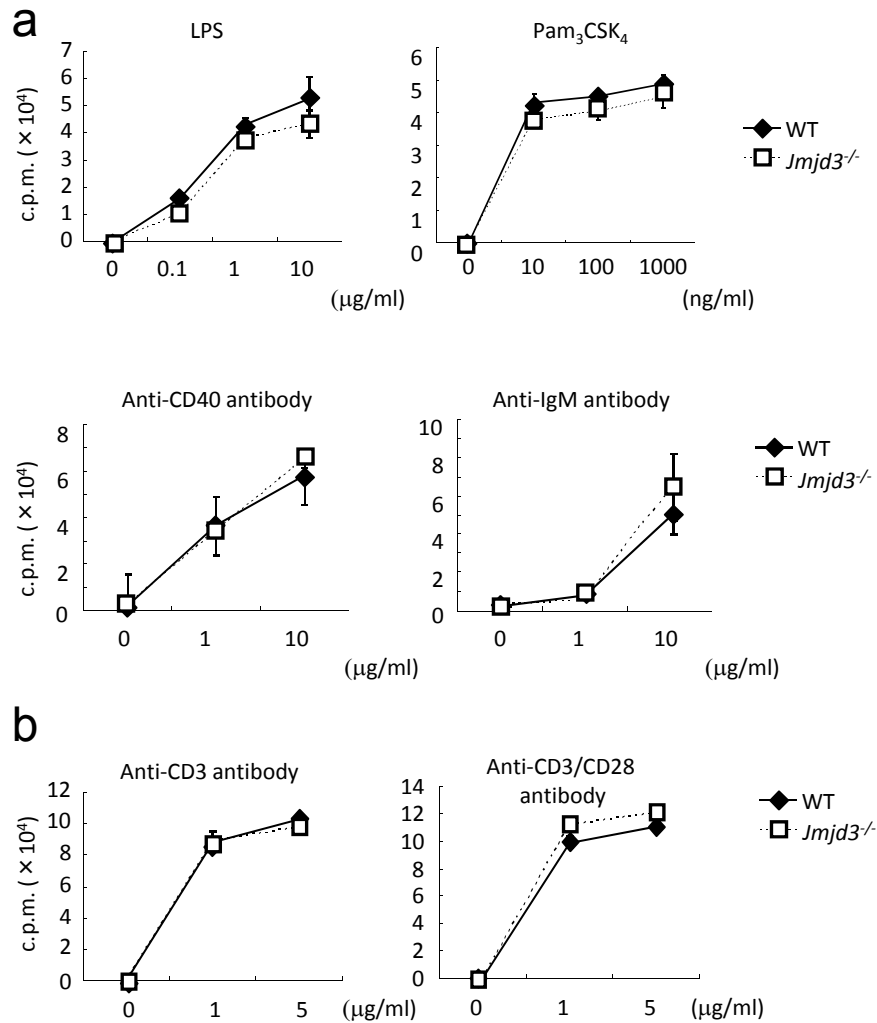 a
LPS
Pam₃CSK₄
c.p.m. (×10⁴)
7
6
5
4
3
2
1
0
0 0.1 1 10
(μg/ml)
6
5
4
3
2
1
0
0 10 100 1000
(ng/ml)
WT
Jmjd3⁻/⁻
Anti-CD40 antibody
Anti-IgM antibody
c.p.m. (×10⁴)
8
6
4
2
0
0 1 10
(μg/ml)
10
8
6
4
2
0
0 1 10
(μg/ml)
WT
Jmjd3⁻/⁻
b
Anti-CD3 antibody
Anti-CD3/CD28
antibody
c.p.m. (×10⁴)
12
10
8
6
4
2
0
0 1 5 (μg/ml)
14
12
10
8
6
4
2
0
0 1 5 (μg/ml)
WT
Jmjd3⁻/⁻